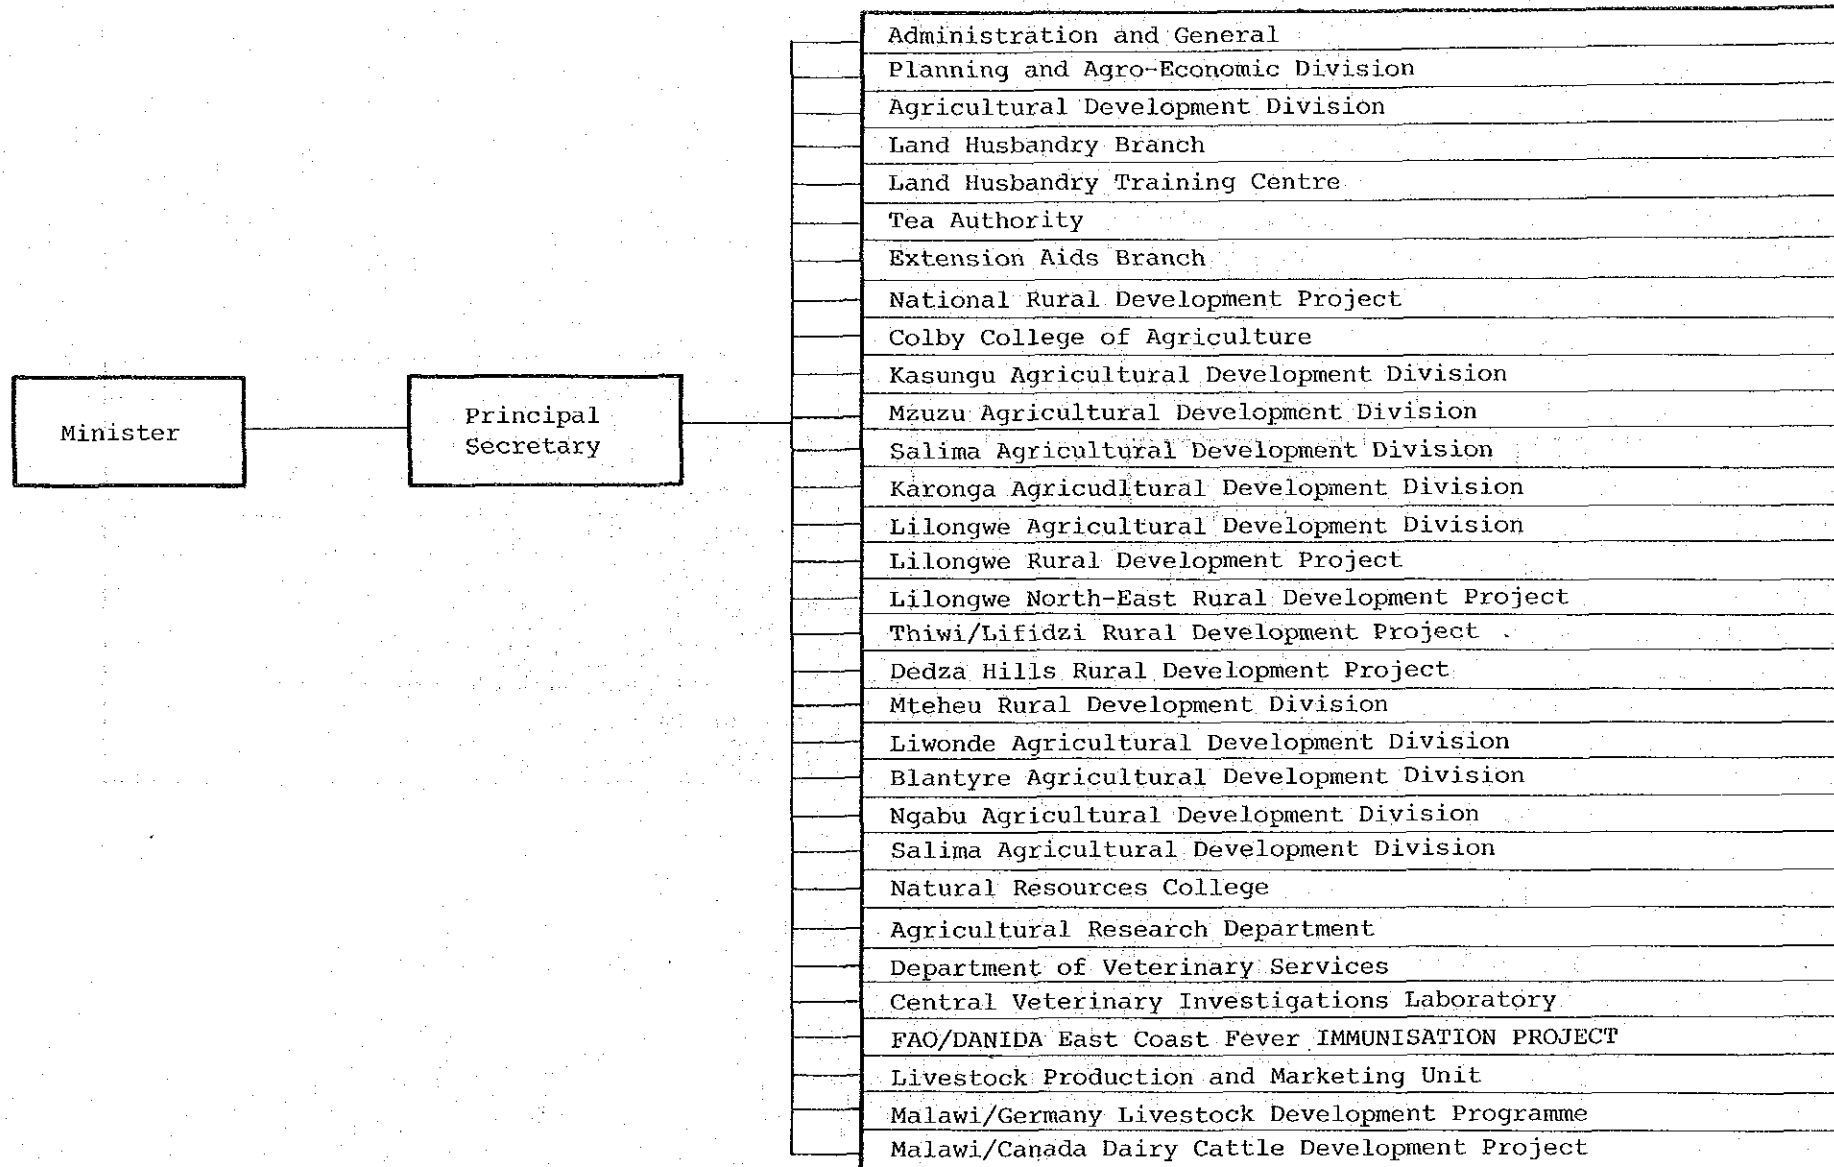 Minister
Principal
Secretary
Administration and General
Planning and Agro-Economic Division
Agricultural Development Division
Land Husbandry Branch
Land Husbandry Training Centre
Tea Authority
Extension Aids Branch
National Rural Development Project
Colby College of Agriculture
Kasungu Agricultural Development Division
Mzuzu Agricultural Development Division
Salima Agricultural Development Division
Karonga Agricudltural Development Division
Lilongwe Agricultural Development Division
Lilongwe Rural Development Project
Lilongwe North-East Rural Development Project
Thiwi/Lifidzi Rural Development Project
Dedza Hills Rural Development Project
Mteheu Rural Development Division
Liwonde Agricultural Development Division
Blantyre Agricultural Development Division
Ngabu Agricultural Development Division
Salima Agricultural Development Division
Natural Resources College
Agricultural Research Department
Department of Veterinary Services
Central Veterinary Investigations Laboratory
FAO/DANIDA East Coast Fever IMMUNISATION PROJECT
Livestock Production and Marketing Unit
Malawi/Germany Livestock Development Programme
Malawi/Canada Dairy Cattle Development Project